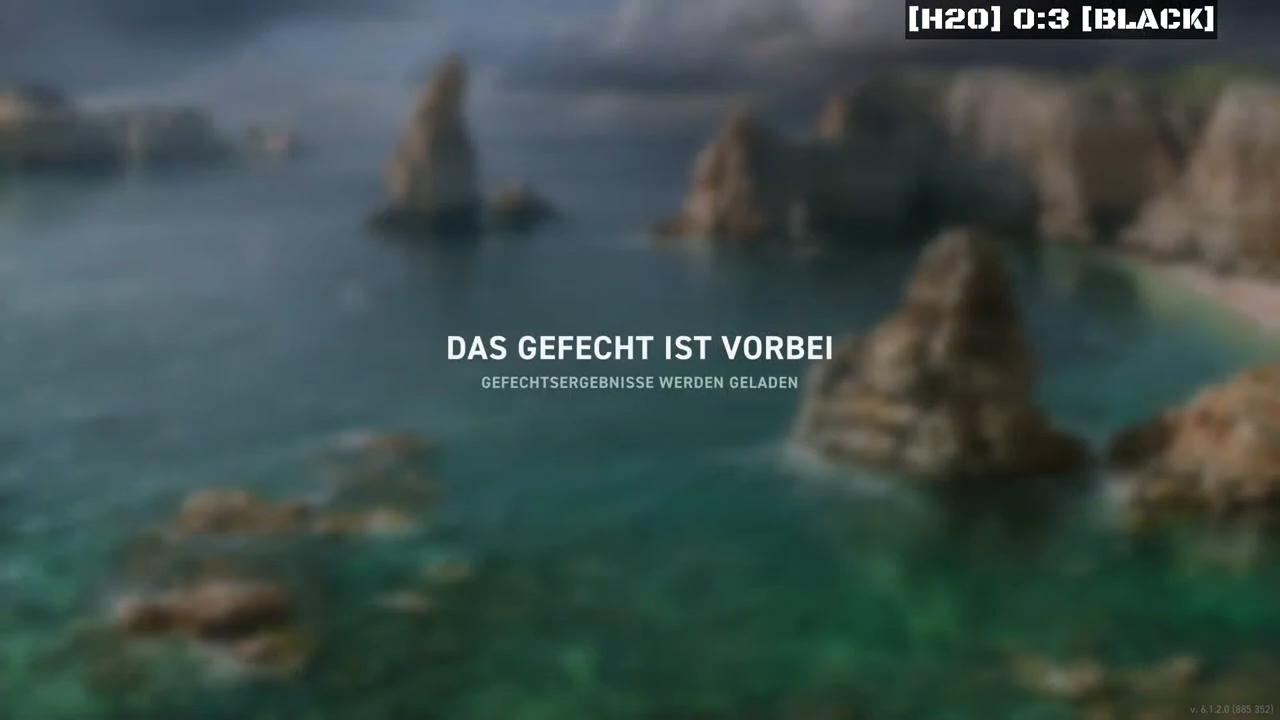 [H2O] 0:3 [BLACK]
DAS GEFECHT IST VORBEI
GEFECHTSERGEBNISSE WERDEN GELADEN
v. 6.1.2.0 (885 352)